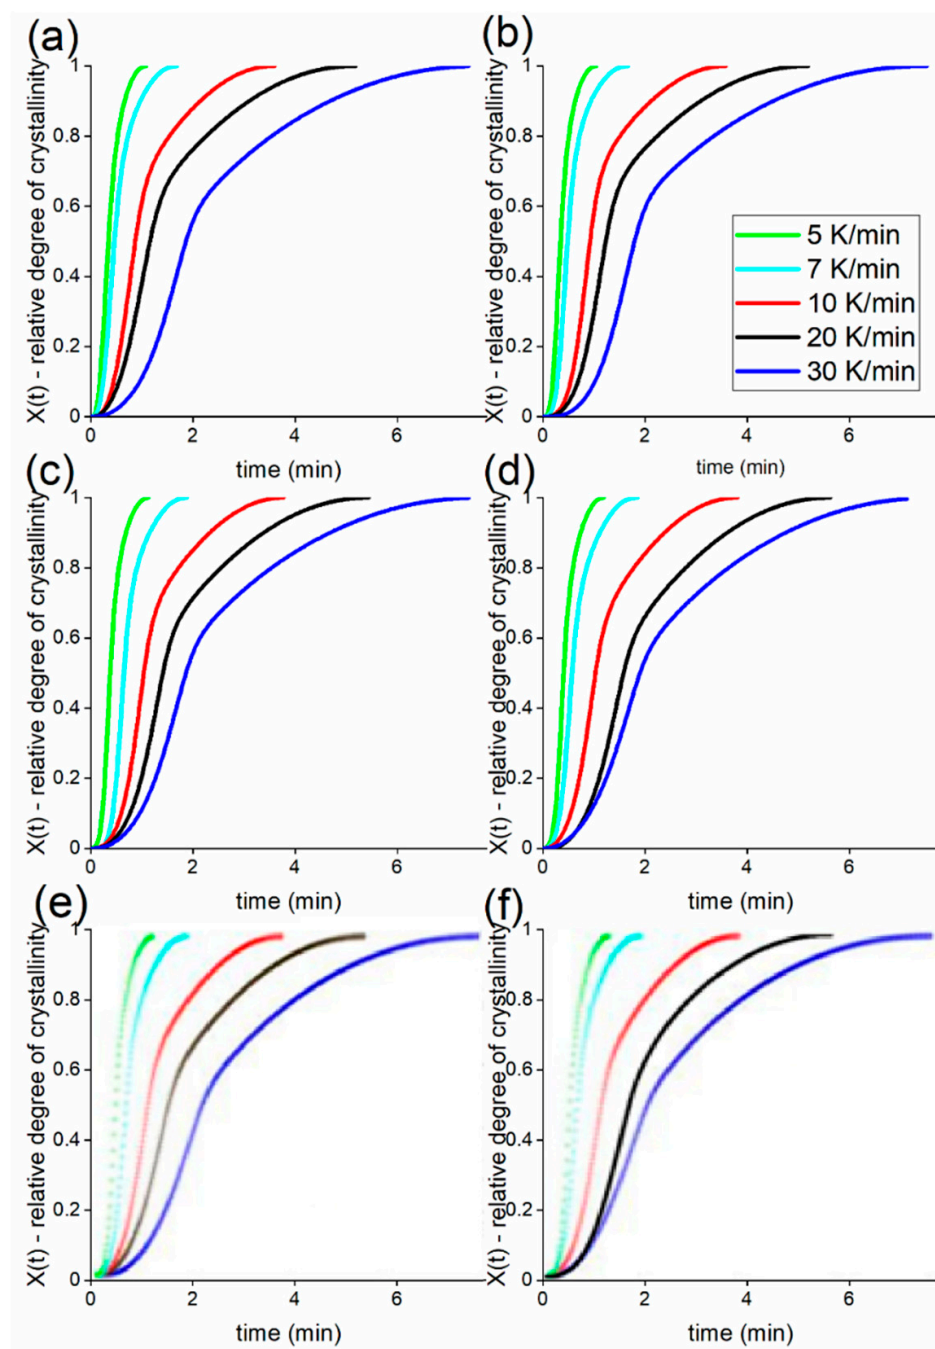 (a)
(b)
X(t) - relative degree of crystallinity
1
0.8
0.6
0.4
0.2
0
0
2
4
6
time (min)
X(t) - relative degree of crystallinity
1
0.8
0.6
0.4
0.2
0
0
2
4
6
time (min)
5 K/min
7 K/min
10 K/min
20 K/min
30 K/min
(c)
(d)
X(t) - relative degree of crystallinity
1
0.8
0.6
0.4
0.2
0
0
2
4
6
time (min)
X(t) - relative degree of crystallinity
1
0.8
0.6
0.4
0.2
0
0
2
4
6
time (min)
(e)
(f)
X(t) - relative degree of crystallinity
1
0.8
0.6
0.4
0.2
0
0
2
4
6
time (min)
X(t) - relative degree of crystallinity
1
0.8
0.6
0.4
0.2
0
0
2
4
6
time (min)